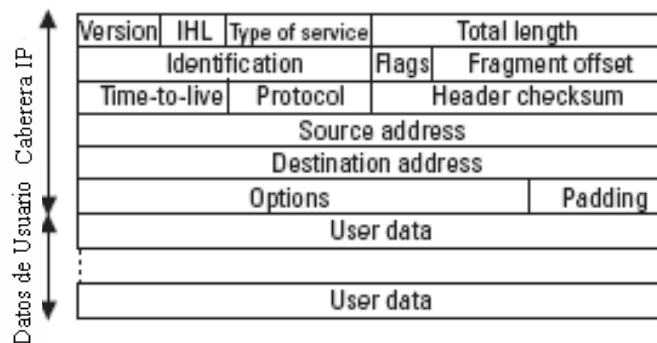 Version IHL Type of service Total length
Identification Flags Fragment offset
Time-to-live Protocol Header checksum
Source address
Destination address
Options Padding
User data
User data
Caberera IP
Datos de Usuario